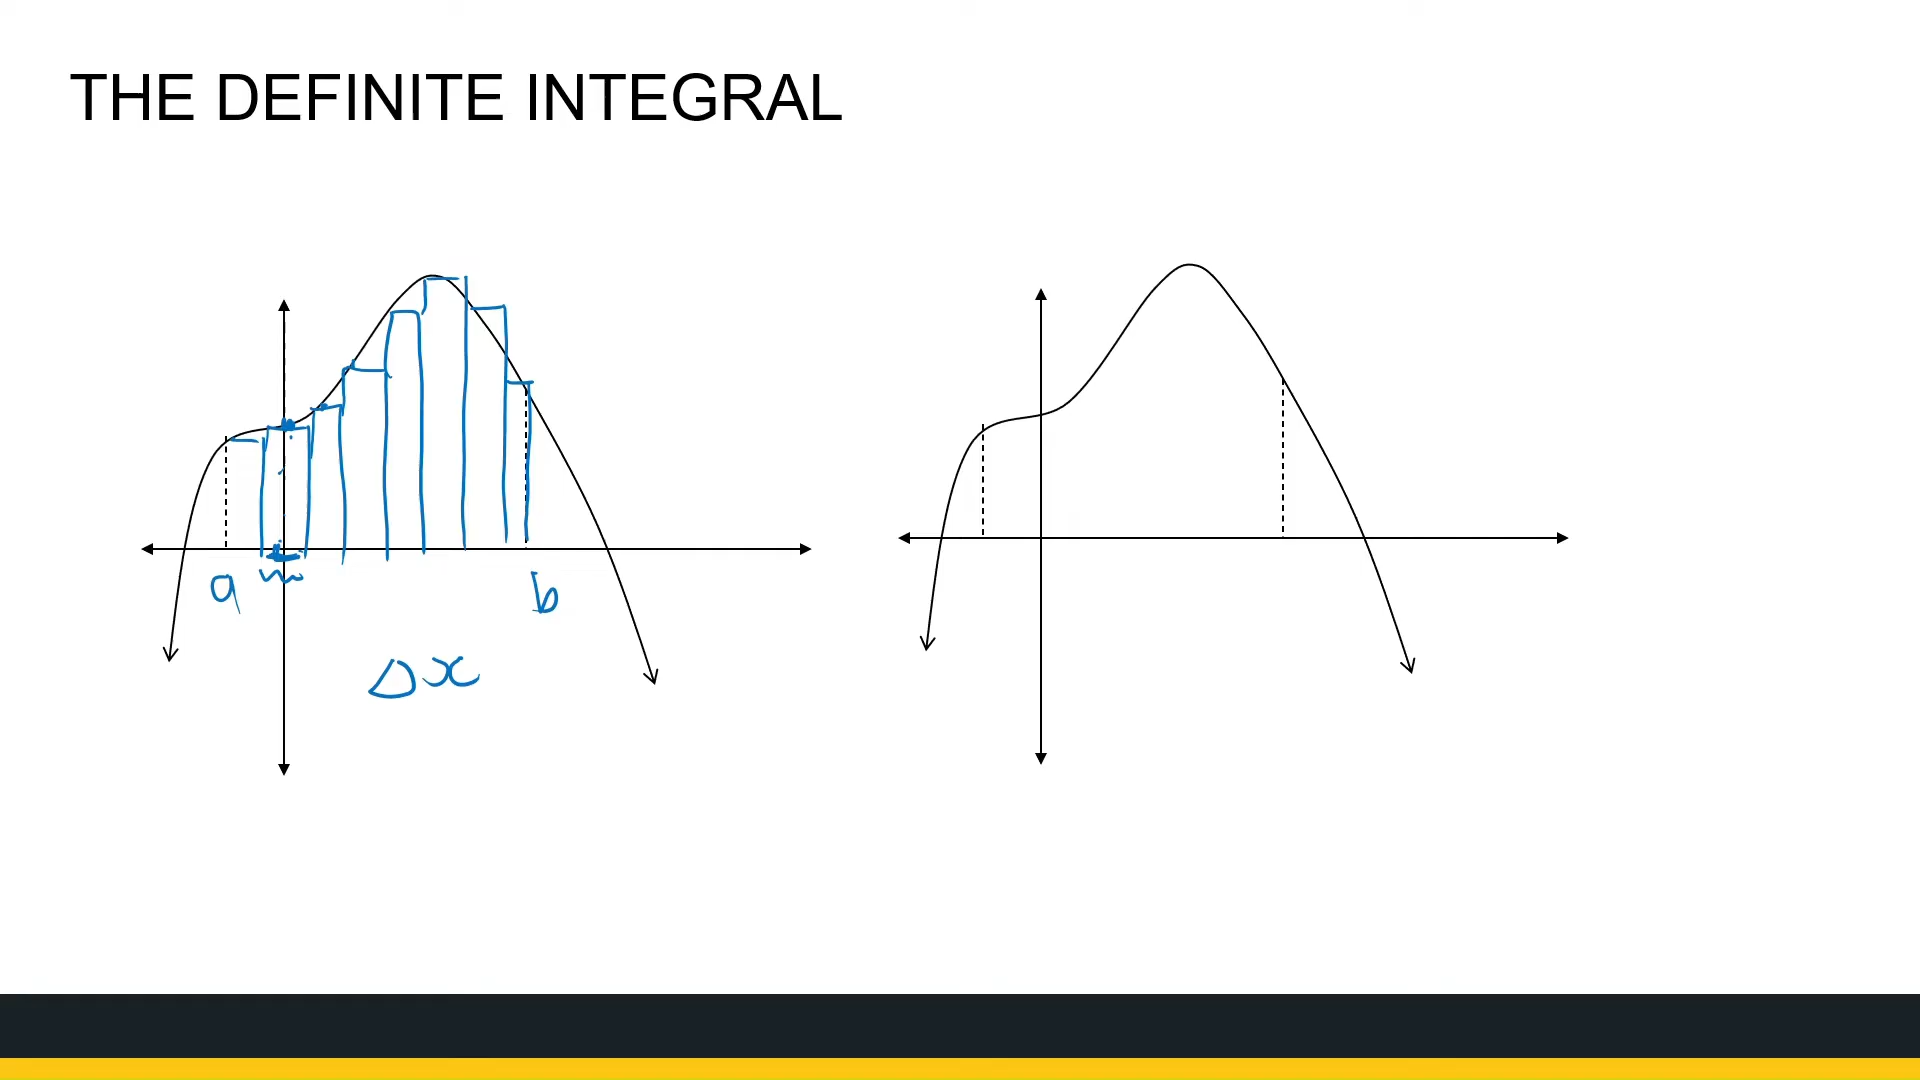 THE DEFINITE INTEGRAL
a
b
Δx